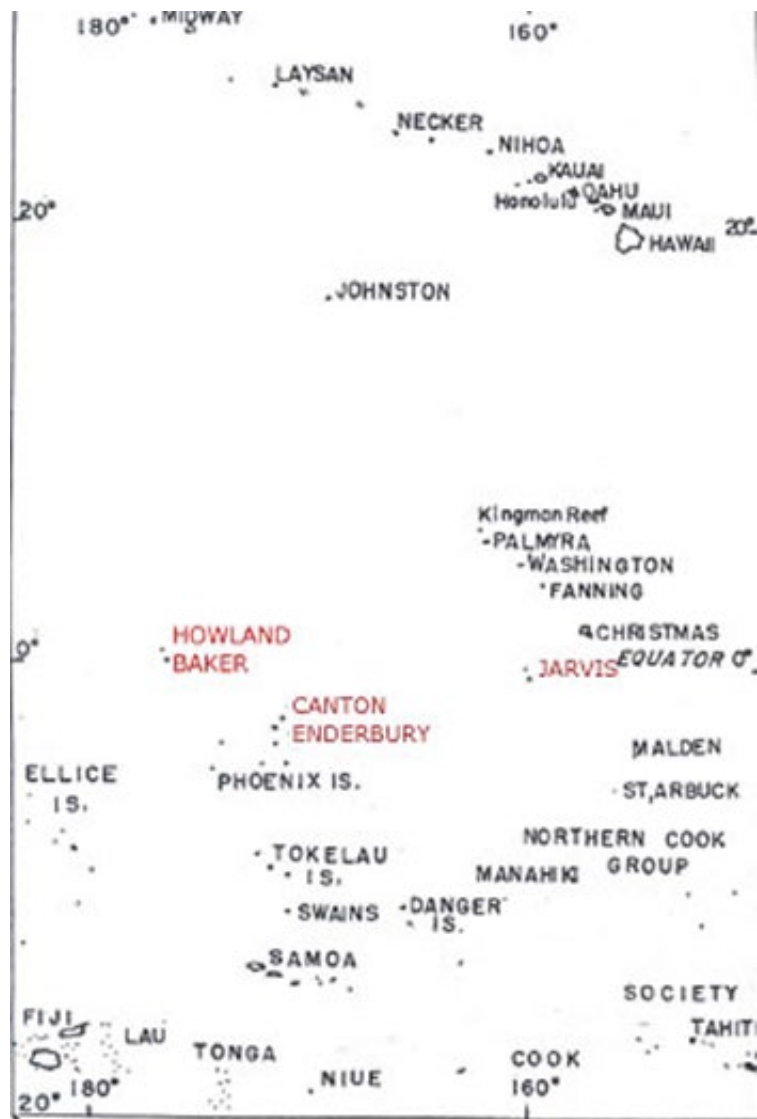 180°
MIDWAY
160°
LAYSAN
NECKER
NIHOA
KAUAI
OAHU
Honolulu
MAUI
20°
20°
HAWAII
JOHNSTON
Kingman Reef
PALMYRA
WASHINGTON
FANNING
HOWLAND
BAKER
0°
CHRISTMAS
EQUATOR 0°
JARVIS
CANTON
ENDERBURY
MALDEN
ELLICE
IS.
PHOENIX IS.
ST,ARBUCK
NORTHERN COOK
GROUP
TOKELAU
IS.
MANAHIKI
SWAINS
DANGER
IS.
SAMOA
SOCIETY
FIJI
LAU
TONGA
TAHITI
NIUE
COOK
20°
180°
160°